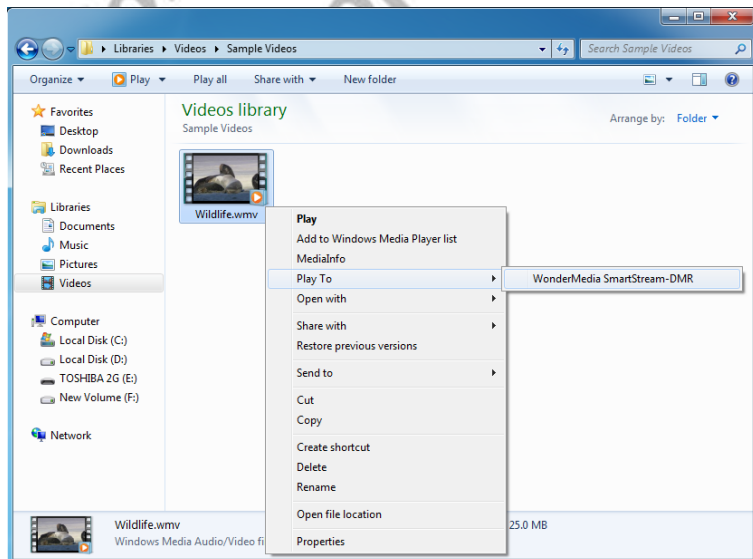 Libraries ▸ Videos ▸ Sample Videos
Search Sample Videos
Organize Play Play all Share with New folder
Favorites
Desktop
Downloads
Recent Places
Libraries
Documents
Music
Pictures
Videos
Computer
Local Disk (C:)
Local Disk (D:)
TOSHIBA 2G (E:)
New Volume (F:)
Network
Videos library
Sample Videos
Arrange by: Folder
Wildlife.wmv
Play
Add to Windows Media Player list
MediaInfo
Play To
WonderMedia SmartStream-DMR
Open with
Share with
Restore previous versions
Send to
Cut
Copy
Create shortcut
Delete
Rename
Open file location
Properties
Wildlife.wmv
Windows Media Audio/Video fi
25.0 MB